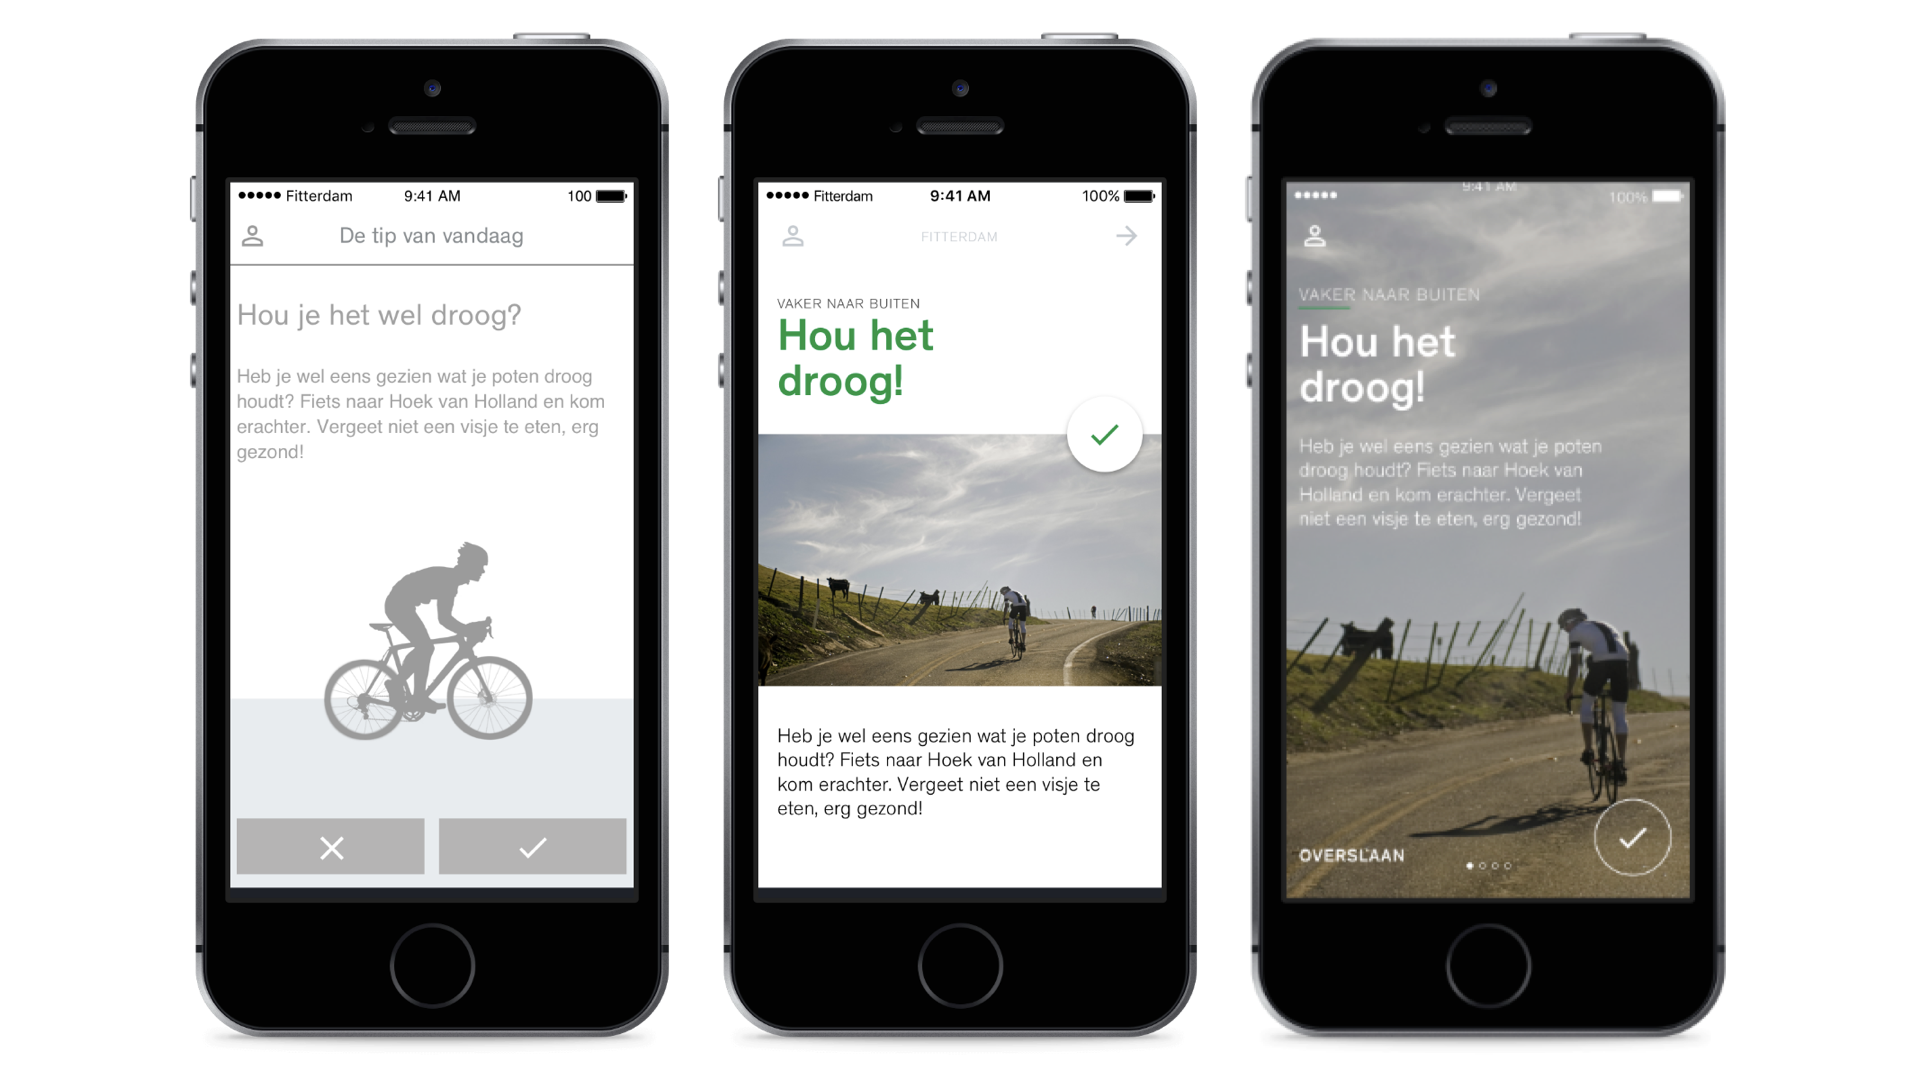 Fitterdam 9:41 AM 100
De tip van vandaag
Hou je het wel droog?
Heb je wel eens gezien wat je poten droog
houdt? Fiets naar Hoek van Holland en kom
erachter. Vergeet niet een visje te eten, erg
gezond!
Fitterdam 9:41 AM 100%
FITTERDAM
VAKER NAAR BUITEN
Hou het
droog!
Heb je wel eens gezien wat je poten droog
houdt? Fiets naar Hoek van Holland en
kom erachter. Vergeet niet een visje te
eten, erg gezond!
9:41 AM 100%
VAKER NAAR BUITEN
Hou het
droog!
Heb je wel eens gezien wat je poten
droog houdt? Fiets naar Hoek van
Holland en kom erachter. Vergeet
niet een visje te eten, erg gezond!
OVERSLAAN